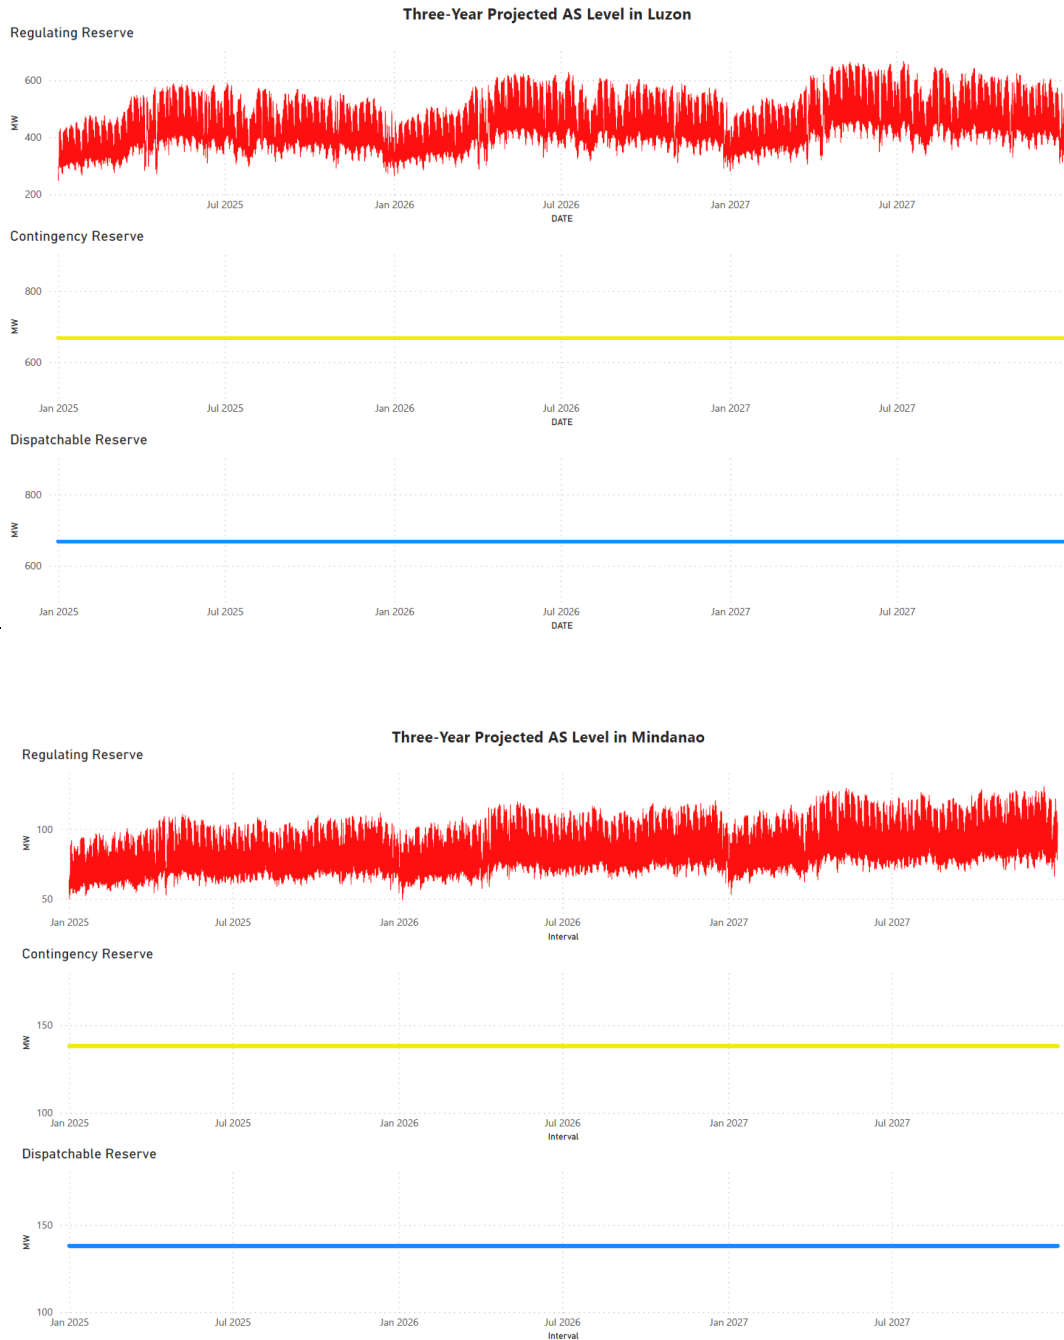 Three-Year Projected AS Level in Luzon
Regulating Reserve
600
400
200
MW
Jul 2025 Jan 2026 Jul 2026 Jan 2027 Jul 2027
DATE
Contingency Reserve
800
600
MW
Jan 2025 Jul 2025 Jan 2026 Jul 2026 Jan 2027 Jul 2027
DATE
Dispatchable Reserve
800
600
MW
Jan 2025 Jul 2025 Jan 2026 Jul 2026 Jan 2027 Jul 2027
DATE
Three-Year Projected AS Level in Mindanao
Regulating Reserve
100
50
MW
Jan 2025 Jul 2025 Jan 2026 Jul 2026 Jan 2027 Jul 2027
Interval
Contingency Reserve
150
100
MW
Jan 2025 Jul 2025 Jan 2026 Jul 2026 Jan 2027 Jul 2027
Interval
Dispatchable Reserve
150
100
MW
Jan 2025 Jul 2025 Jan 2026 Jul 2026 Jan 2027 Jul 2027
Interval